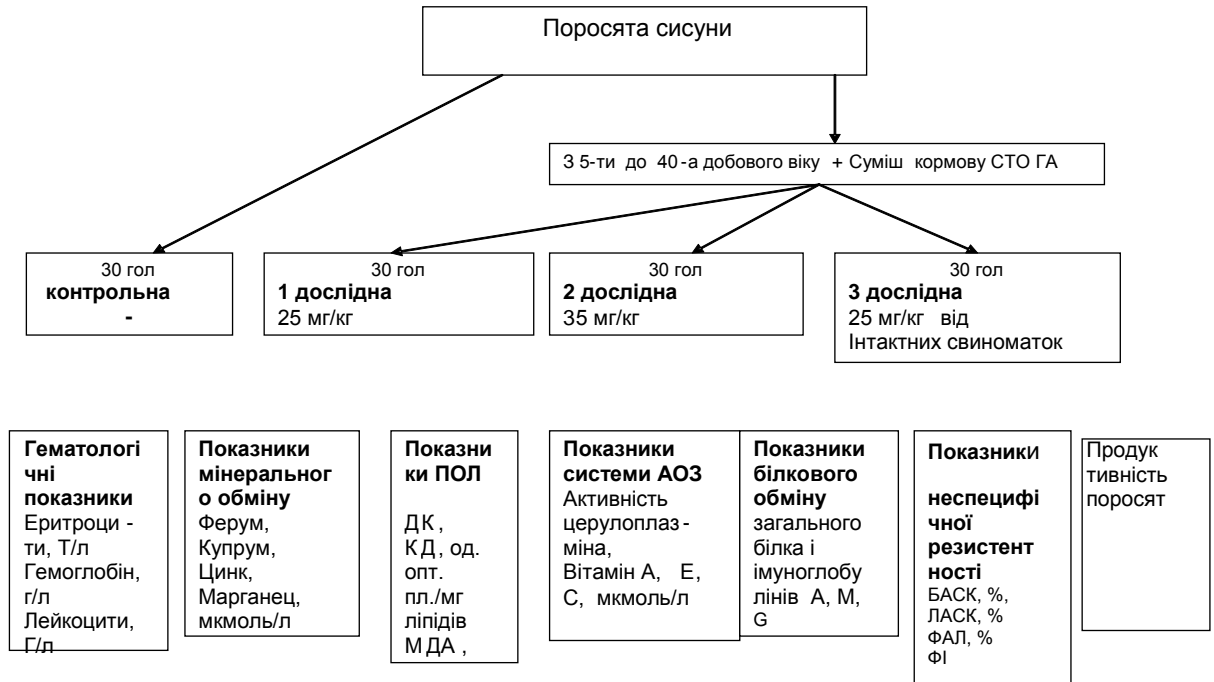 Поросята сисуни
З 5-ти до 40-а добового віку + Суміш кормову СТО ГА
30 гол
контрольна
-
30 гол
1 дослідна
25 мг/кг
30 гол
2 дослідна
35 мг/кг
30 гол
3 дослідна
25 мг/кг від
Інтактних свиноматок
Гематологі
чні
показники
Еритроци -
ти, Т/л
Гемоглобін,
г/л
Лейкоцити,
Г/л
Показники
мінеральног
о обміну
Ферум,
Купрум,
Цинк,
Марганец,
мкмоль/л
Показни
ки ПОЛ
ДК,
КД, од.
опт.
пл./мг
ліпідів
МДА,
Показники
системи АОЗ
Активність
церулоплаз-
міна,
Вітамін А, Е,
С, мкмоль/л
Показники
білкового
обміну
загального
білка і
імуноглобу
лінів А, М,
G
Показники
неспецифі
чної
резистент
ності
БАСК, %,
ЛАСК, %
ФАЛ, %
ФІ
Продук
тивність
поросят